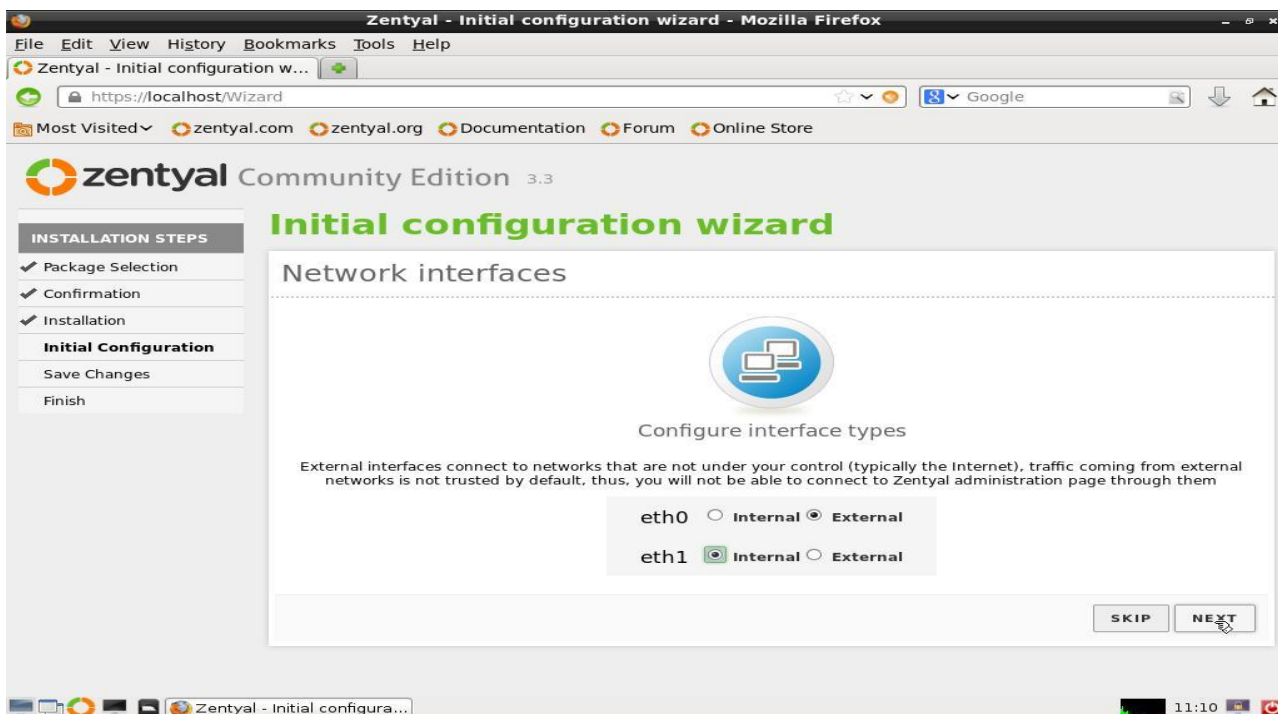 Zentyal - Initial configuration wizard - Mozilla Firefox
File Edit View History Bookmarks Tools Help
Zentyal - Initial configuration w...
https://localhost/Wizard
Google
Most Visited zentyal.com zentyal.org Documentation Forum Online Store
zentyal Community Edition 3.3
INSTALLATION STEPS
Package Selection
Confirmation
Installation
Initial Configuration
Save Changes
Finish
Initial configuration wizard
Network interfaces
Configure interface types
External interfaces connect to networks that are not under your control (typically the Internet), traffic coming from external
networks is not trusted by default, thus, you will not be able to connect to Zentyal administration page through them
eth0 Internal External
eth1 Internal External
SKIP NEXT
Zentyal - Initial configura...
11:10